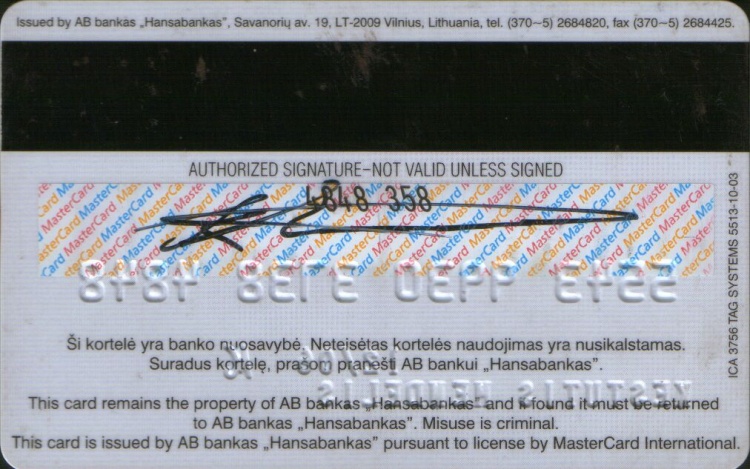 Issued by AB bankas „Hansabankas", Savanorių av. 19, LT-2009 Vilnius, Lithuania, tel. (370~5) 2684820, fax (370~5) 2684425.
AUTHORIZED SIGNATURE–NOT VALID UNLESS SIGNED
4848 358
ICA 3756 TAG SYSTEMS 5513-10-03
Ši kortelė yra banko nuosavybė. Neteisėtas kortelės naudojimas yra nusikalstamas.
Suradus kortelę, prašom pranešti AB bankui „Hansabankas".
This card remains the property of AB bankas „Hansabankas" and if found it must be returned
to AB bankas „Hansabankas". Misuse is criminal.
This card is issued by AB bankas „Hansabankas" pursuant to license by MasterCard International.